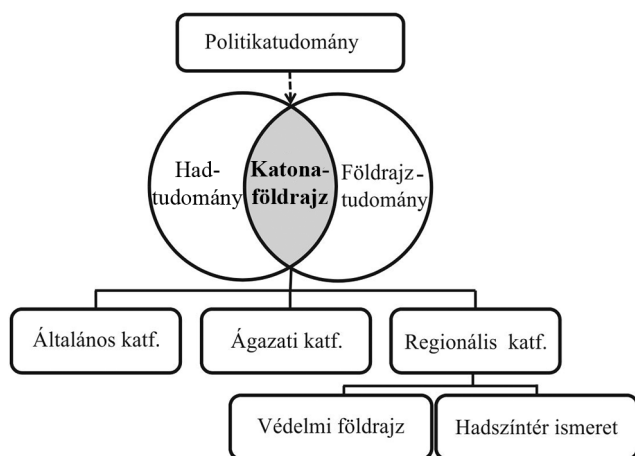 Politikatudomány
Had-
tudomány
Katona-
földrajz
Földrajz-
tudomány
Általános katf.
Ágazati katf.
Regionális katf.
Védelmi földrajz
Hadszíntér ismeret